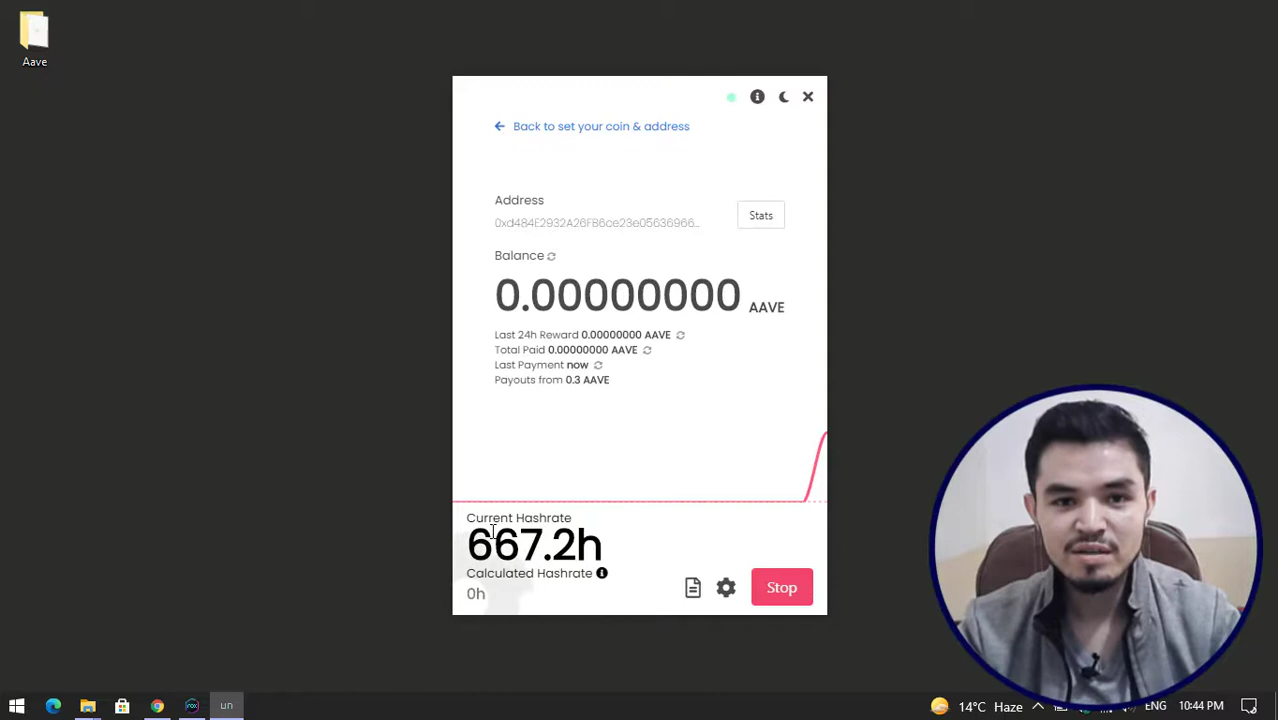 Aave
Back to set your coin & address
Address
0xd484E2932A26F86ce23e05636966...
Stats
Balance
0.00000000 AAVE
Last 24h Reward 0.00000000 AAVE
Total Paid 0.00000000 AAVE
Last Payment now
Payouts from 0.3 AAVE
Current Hashrate
667.2h
Calculated Hashrate
0h
Stop
un
14°C Haze
ENG
10:44 PM